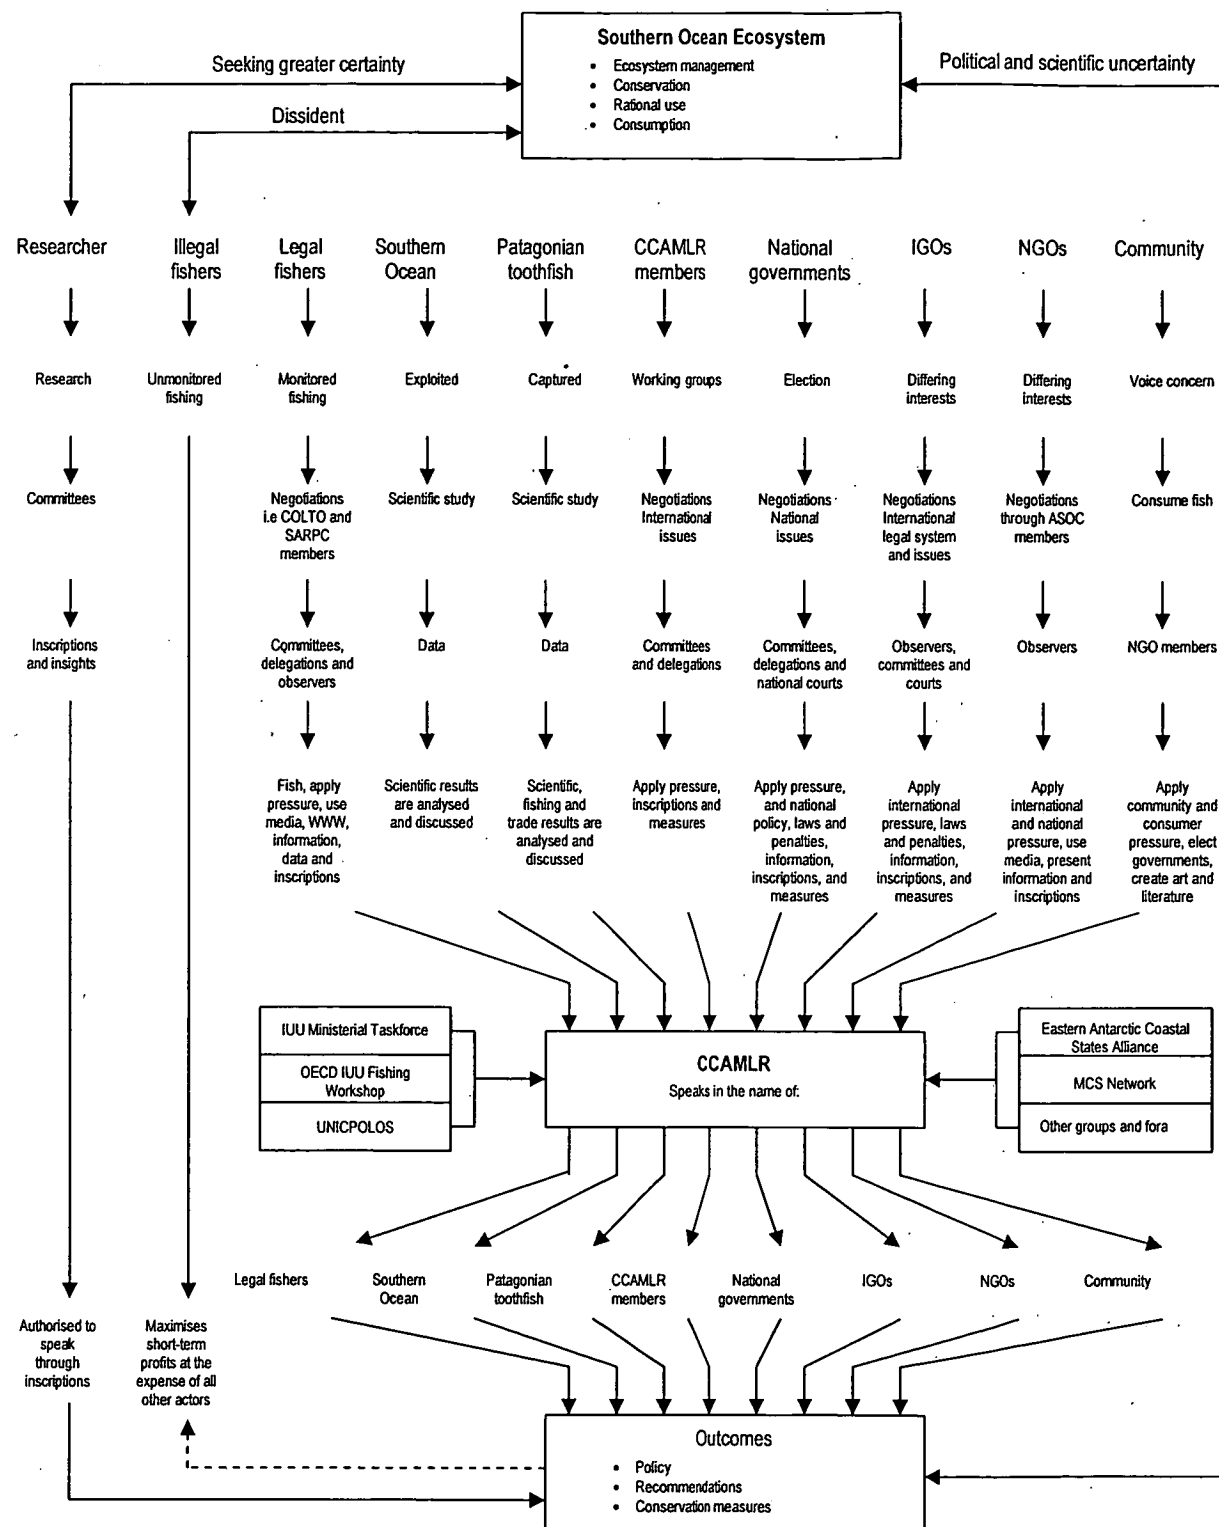 Southern Ocean Ecosystem
• Ecosystem management
• Conservation
• Rational use
• Consumption
Seeking greater certainty
Dissident
Political and scientific uncertainty
Researcher
Illegal
fishers
Legal
fishers
Southern
Ocean
Patagonian
toothfish
CCAMLR
members
National
governments
IGOs
NGOs
Community
Research
Unmonitored
fishing
Monitored
fishing
Exploited
Captured
Working groups
Election
Differing
interests
Differing
interests
Voice concern
Committees
Negotiations
i.e COLTO and
SARPC
members
Scientific study
Scientific study
Negotiations
International
issues
Negotiations
National
issues
Negotiations
International
legal system
and issues
Negotiations
through ASOC
members
Consume fish
Inscriptions
and insights
Committees,
delegations and
observers
Data
Data
Committees
and delegations
Committees,
delegations and
national courts
Observers,
committees and
courts
Observers
NGO members
Fish, apply
pressure, use
media, WWW,
information,
data and
inscriptions
Scientific results
are analysed
and discussed
Scientific,
fishing and
trade results are
analysed and
discussed
Apply pressure,
inscriptions and
measures
Apply pressure,
and national
policy, laws and
penalties,
information,
inscriptions, and
measures
Apply
international
pressure, laws
and penalties,
information,
inscriptions, and
measures
Apply
international
and national
pressure, use
media, present
information and
inscriptions
Apply
community and
consumer
pressure, elect
governments,
create art and
literature
IUU Ministerial Taskforce
OECD IUU Fishing
Workshop
UNICPOLOS
CCAMLR
Speaks in the name of:
Eastern Antarctic Coastal
States Alliance
MCS Network
Other groups and fora
Legal fishers
Southern
Ocean
Patagonian
toothfish
CCAMLR
members
National
governments
IGOs
NGOs
Community
Authorised to
speak
through
inscriptions
Maximises
short-term
profits at the
expense of all
other actors
Outcomes
• Policy
• Recommendations
• Conservation measures